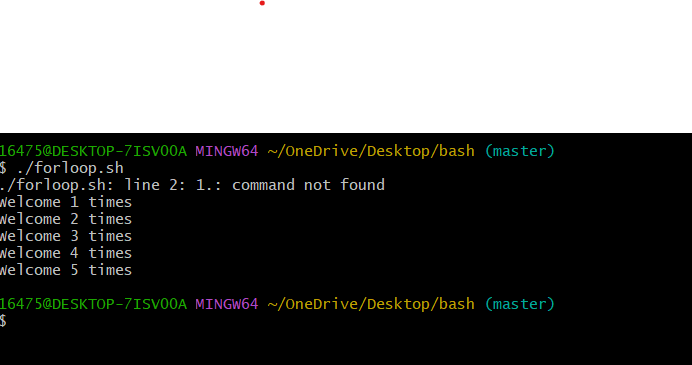 16475@DESKTOP-7ISVOOA MINGW64 ~/OneDrive/Desktop/bash (master)
$ ./forloop.sh
./forloop.sh: line 2: 1.: command not found
Welcome 1 times
Welcome 2 times
Welcome 3 times
Welcome 4 times
Welcome 5 times
16475@DESKTOP-7ISVOOA MINGW64 ~/OneDrive/Desktop/bash (master)
$